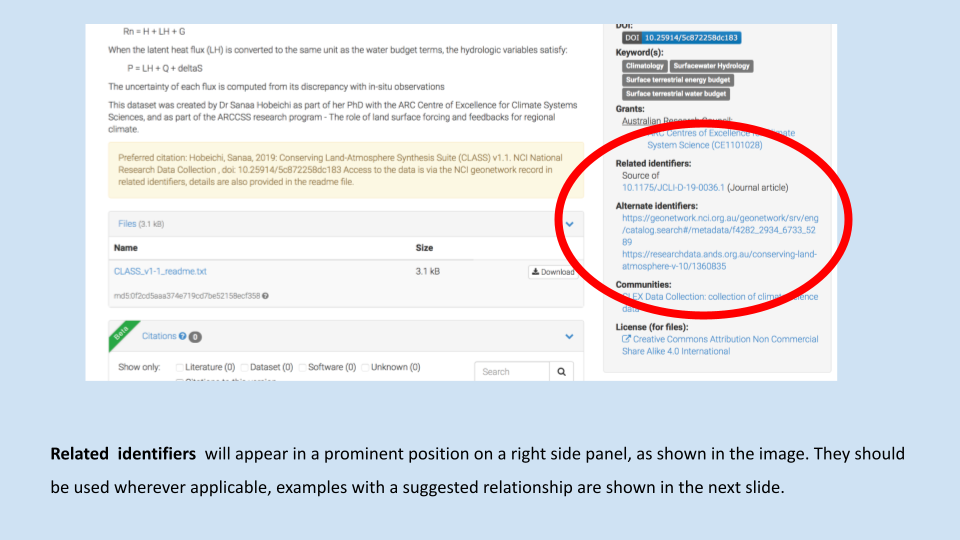 Rn = H + LH + G
When the latent heat flux (LH) is converted to the same unit as the water budget terms, the hydrologic variables satisfy:
P = LH + Q + deltaS
The uncertainty of each flux is computed from its discrepancy with in-situ observations
This dataset was created by Dr Sanaa Hobeichi as part of her PhD with the ARC Centre of Excellence for Climate Systems
Sciences, and as part of the ARCCSS research program - The role of land surface forcing and feedbacks for regional
climate.
Preferred citation: Hobeichi, Sanaa, 2019: Conserving Land-Atmosphere Synthesis Suite (CLASS) v1.1. NCI National
Research Data Collection , doi: 10.25914/5c872258dc183 Access to the data is via the NCI geonetwork record in
related identifiers, details are also provided in the readme file.
Files (3.1 kB)
Name Size
CLASS_v1-1_readme.txt 3.1 kB Download
md5:0f2cd5aaa374e719cd7be52158ecf358
Beta
Citations 0
Show only: Literature (0) Dataset (0) Software (0) Unknown (0)
Citations to this version
Search
DOI:
DOI 10.25914/5c872258dc183
Keyword(s):
Climatology Surfacewater Hydrology
Surface terrestrial energy budget
Surface terrestrial water budget
Grants:
Australian Research Council:
ARC Centres of Excellence for Climate
System Science (CE1101028)
Related identifiers:
Source of
10.1175/JCLI-D-19-0036.1 (Journal article)
Alternate identifiers:
https://geonetwork.nci.org.au/geonetwork/srv/eng
/catalog.search#/metadata/f4282_2934_6733_52
89
https://researchdata.ands.org.au/conserving-land-
atmosphere-v-10/1360835
Communities:
CLEX Data Collection: collection of climate science
data
License (for files):
Creative Commons Attribution Non Commercial
Share Alike 4.0 International
Related identifiers will appear in a prominent position on a right side panel, as shown in the image. They should
be used wherever applicable, examples with a suggested relationship are shown in the next slide.